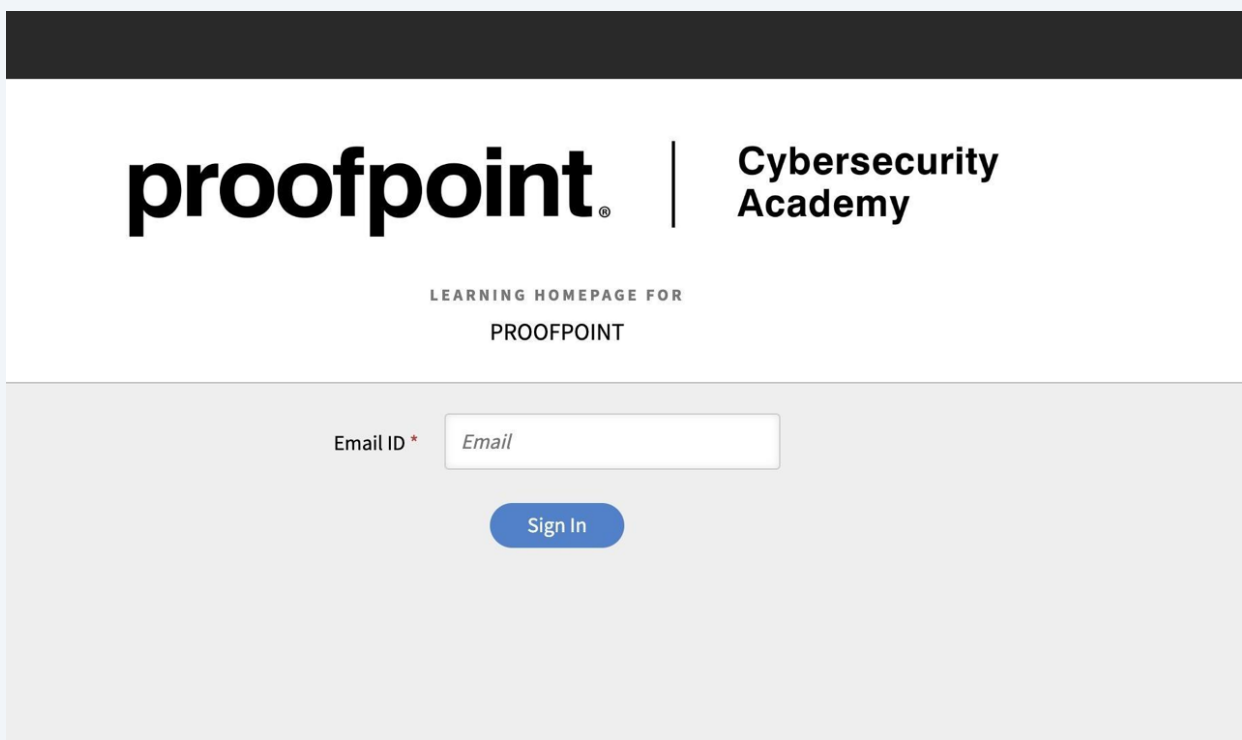 proofpoint®
Cybersecurity
Academy
LEARNING HOMEPAGE FOR
PROOFPOINT
Email ID * Email
Sign In